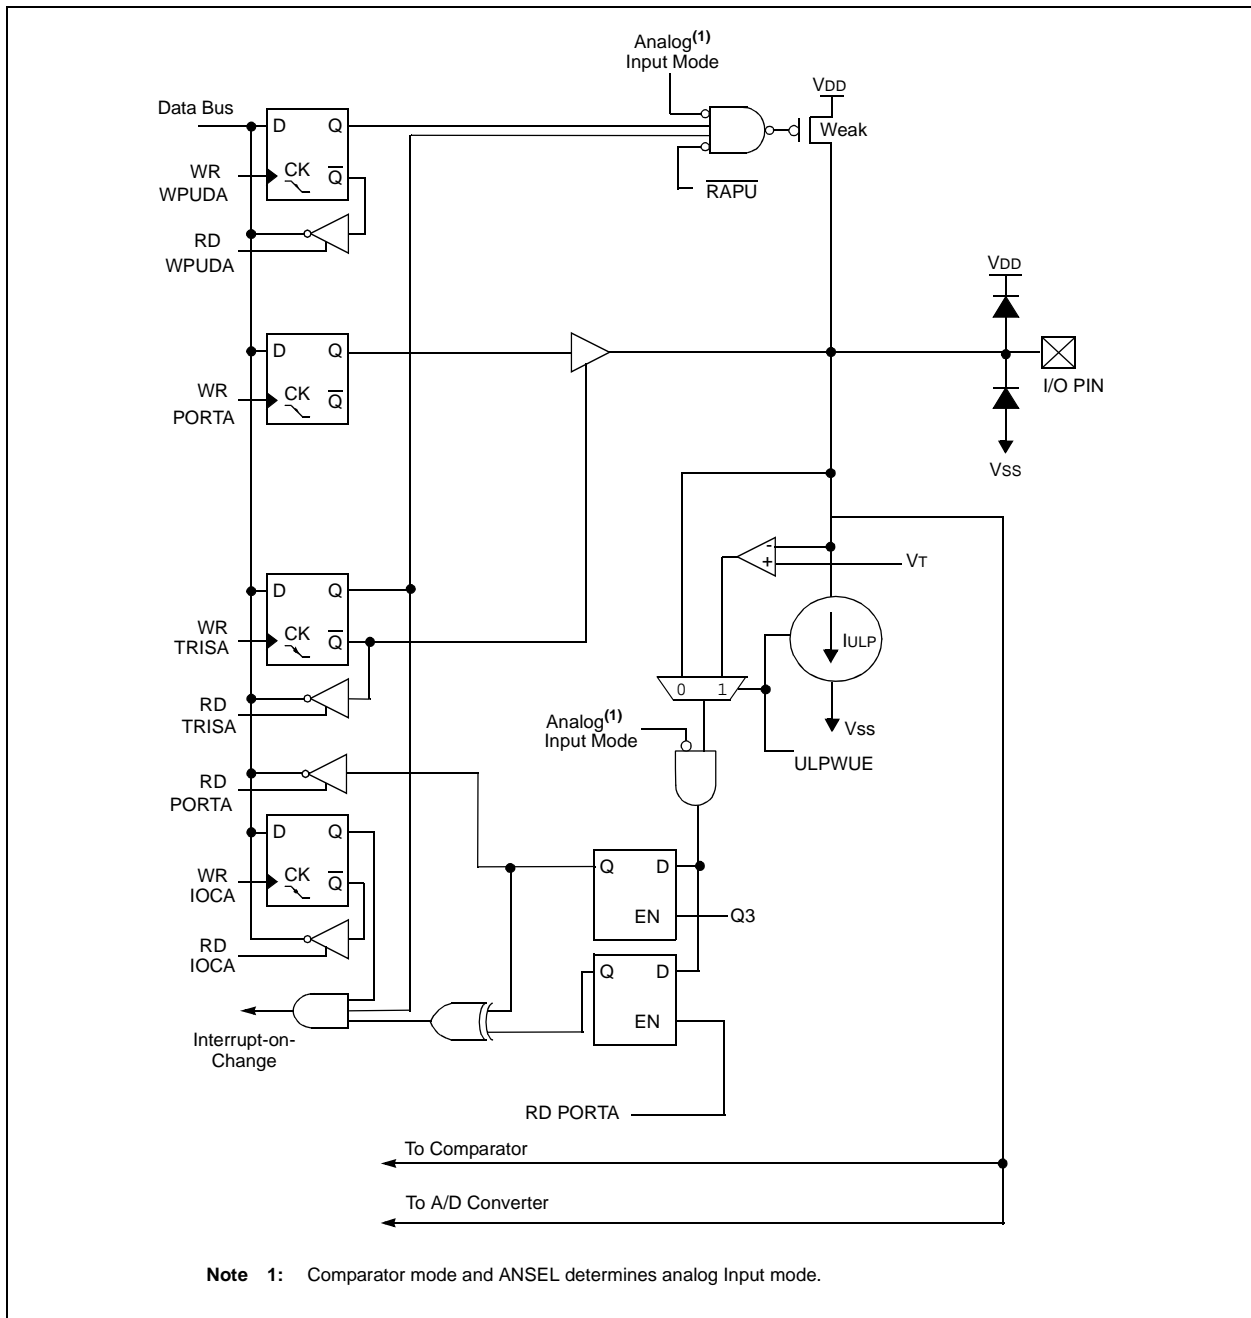 Analog(1)
Input Mode
VDD
Data Bus
D Q
Weak
WR
WPUDA
CK Q
RAPU
RD
WPUDA
VDD
D Q
WR
PORTA
CK Q
I/O PIN
VSS
-
+
VT
D Q
WR
TRISA
CK Q
IULP
0 1
RD
TRISA
Analog(1)
Input Mode
VSS
ULPWUE
RD
PORTA
D Q
WR
IOCA
CK Q
Q D
EN
Q3
RD
IOCA
Q D
EN
Interrupt-on-
Change
RD PORTA
To Comparator
To A/D Converter
Note 1: Comparator mode and ANSEL determines analog Input mode.